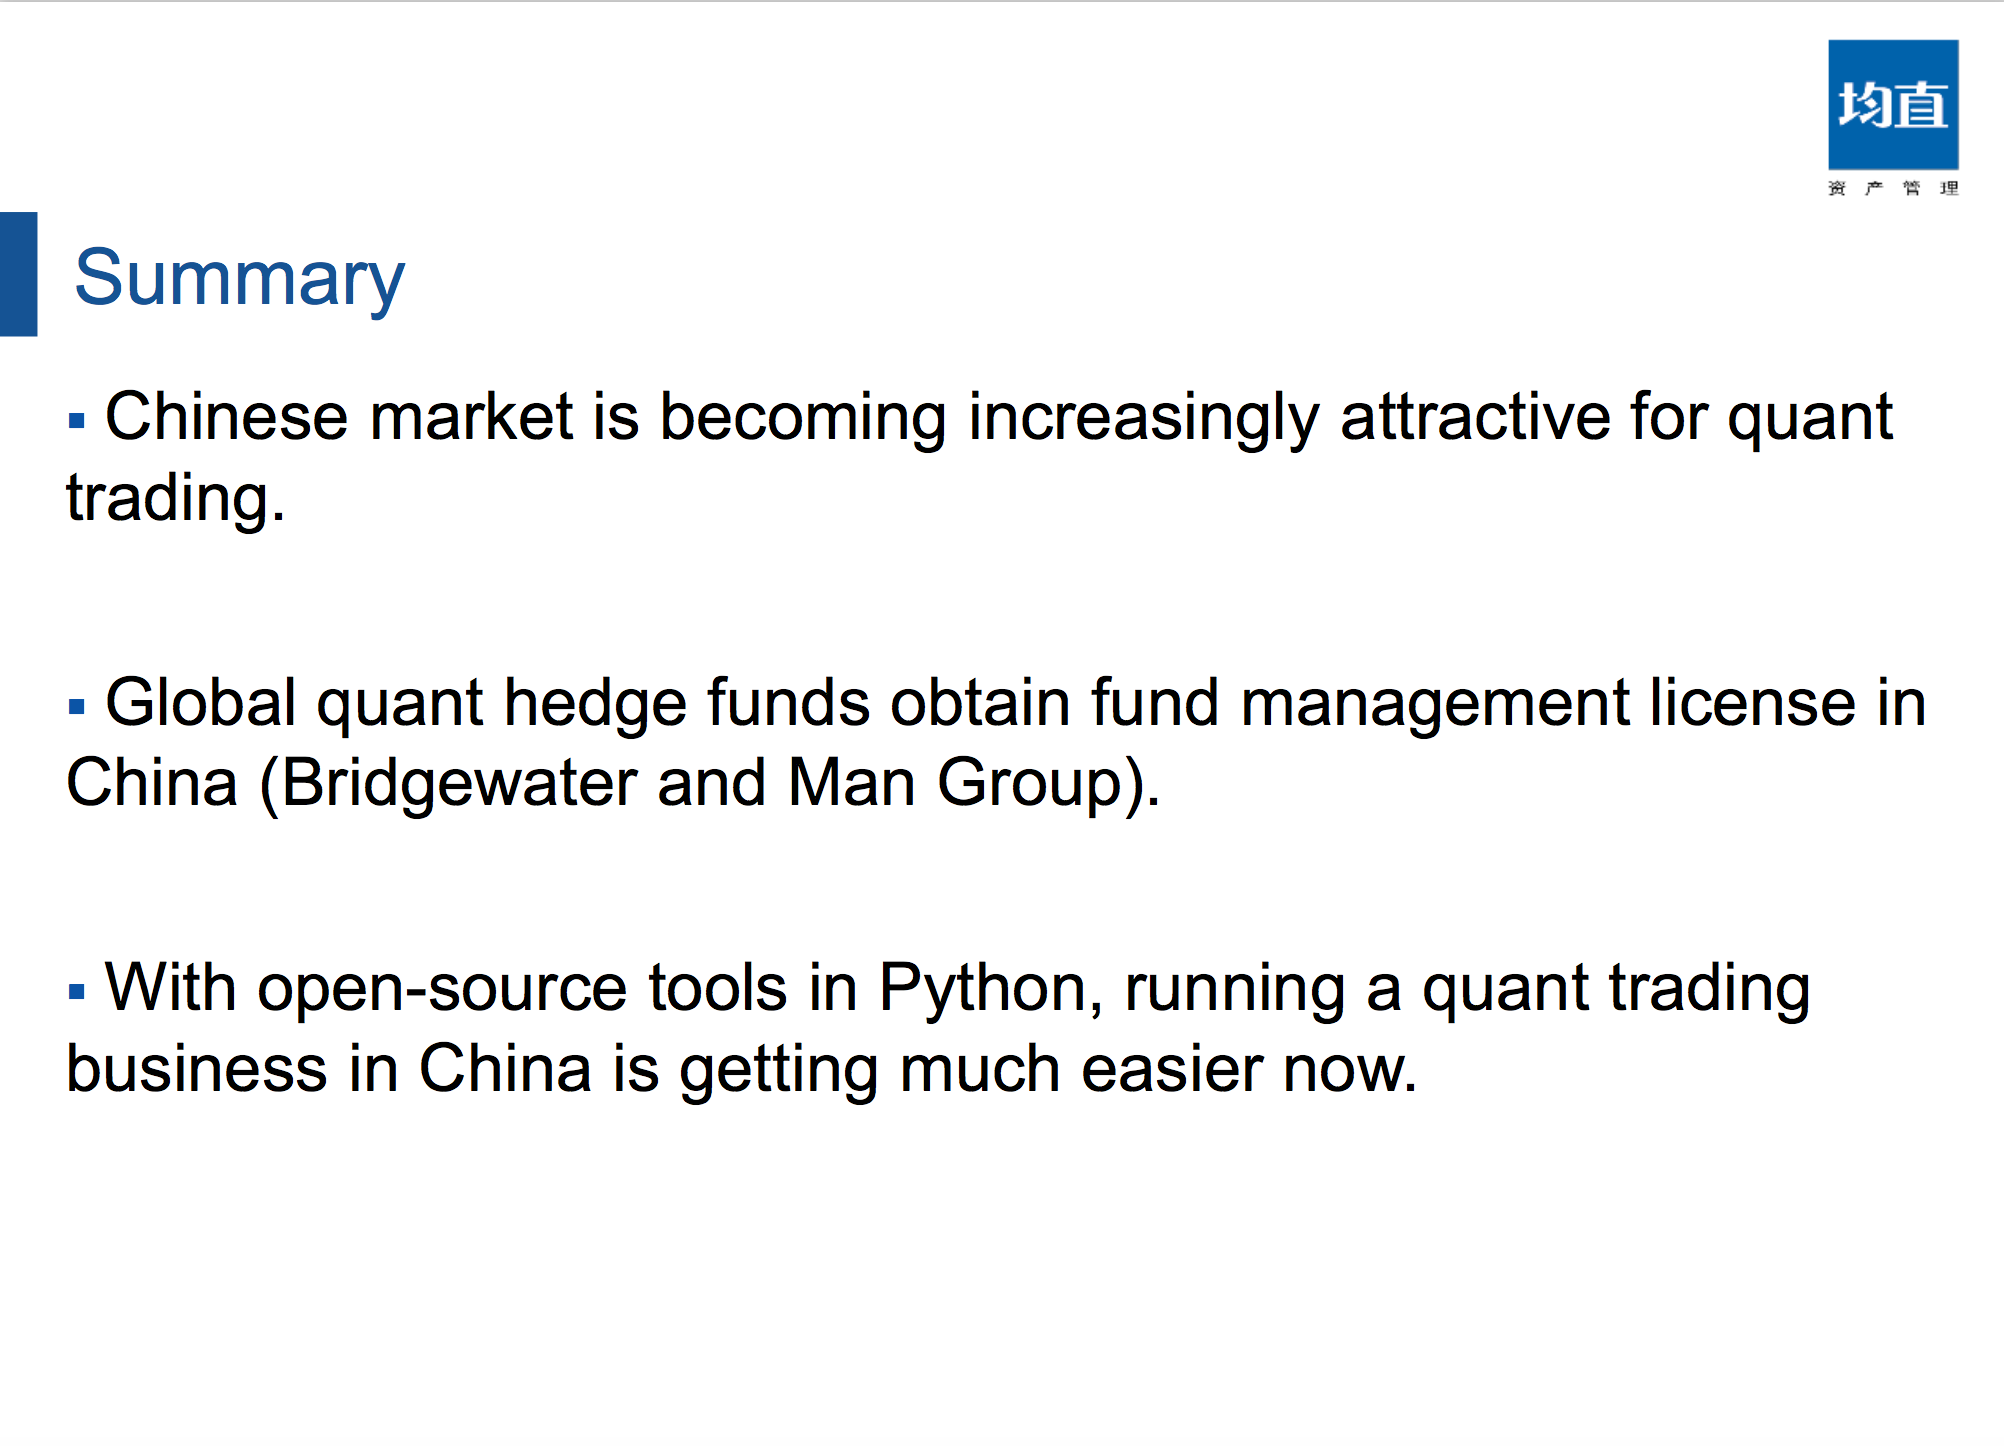 均直
资产管理
Summary
▪ Chinese market is becoming increasingly attractive for quant
trading.
▪ Global quant hedge funds obtain fund management license in
China (Bridgewater and Man Group).
▪ With open-source tools in Python, running a quant trading
business in China is getting much easier now.